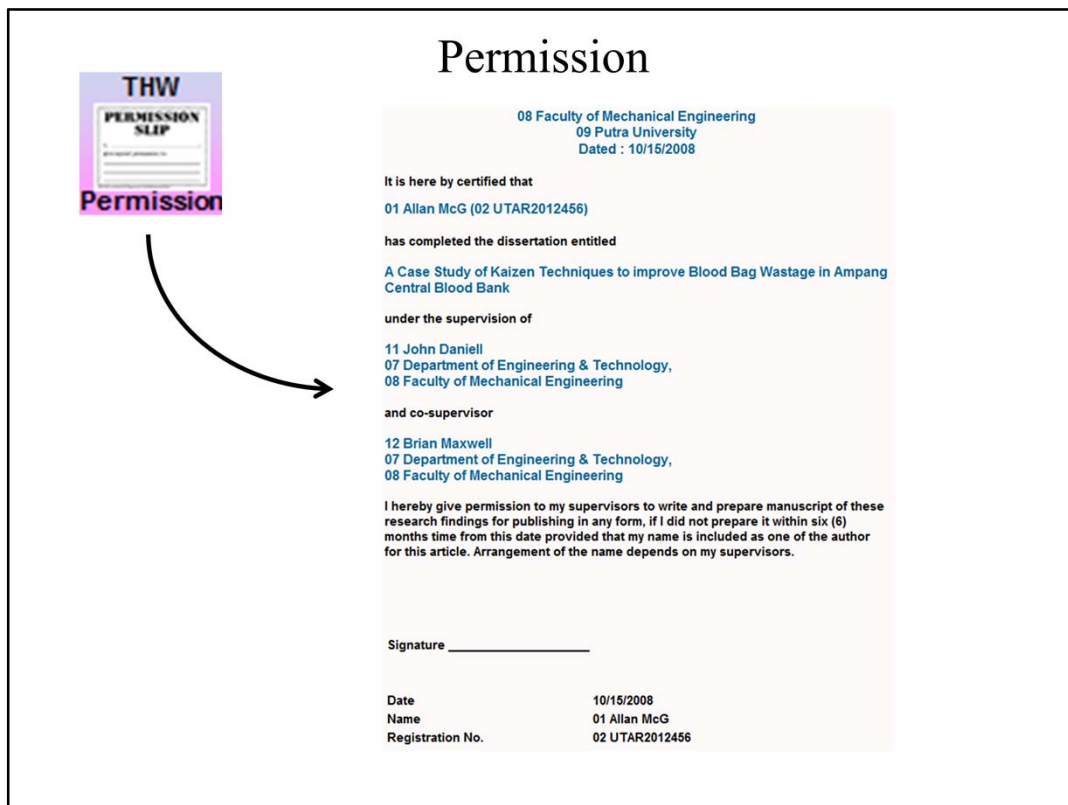 Permission
THW
PERMISSION
SLIP
Permission
08 Faculty of Mechanical Engineering
09 Putra University
Dated : 10/15/2008
It is here by certified that
01 Allan McG (02 UTAR2012456)
has completed the dissertation entitled
A Case Study of Kaizen Techniques to improve Blood Bag Wastage in Ampang
Central Blood Bank
under the supervision of
11 John Daniell
07 Department of Engineering & Technology,
08 Faculty of Mechanical Engineering
and co-supervisor
12 Brian Maxwell
07 Department of Engineering & Technology,
08 Faculty of Mechanical Engineering
I hereby give permission to my supervisors to write and prepare manuscript of these
research findings for publishing in any form, if I did not prepare it within six (6)
months time from this date provided that my name is included as one of the author
for this article. Arrangement of the name depends on my supervisors.
Signature
Date 10/15/2008
Name 01 Allan McG
Registration No. 02 UTAR2012456